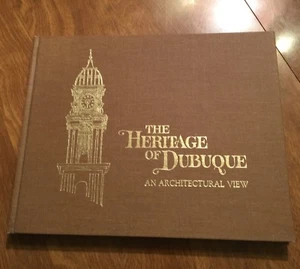 THE
HERITAGE
OF DUBUQUE
AN ARCHITECTURAL VIEW